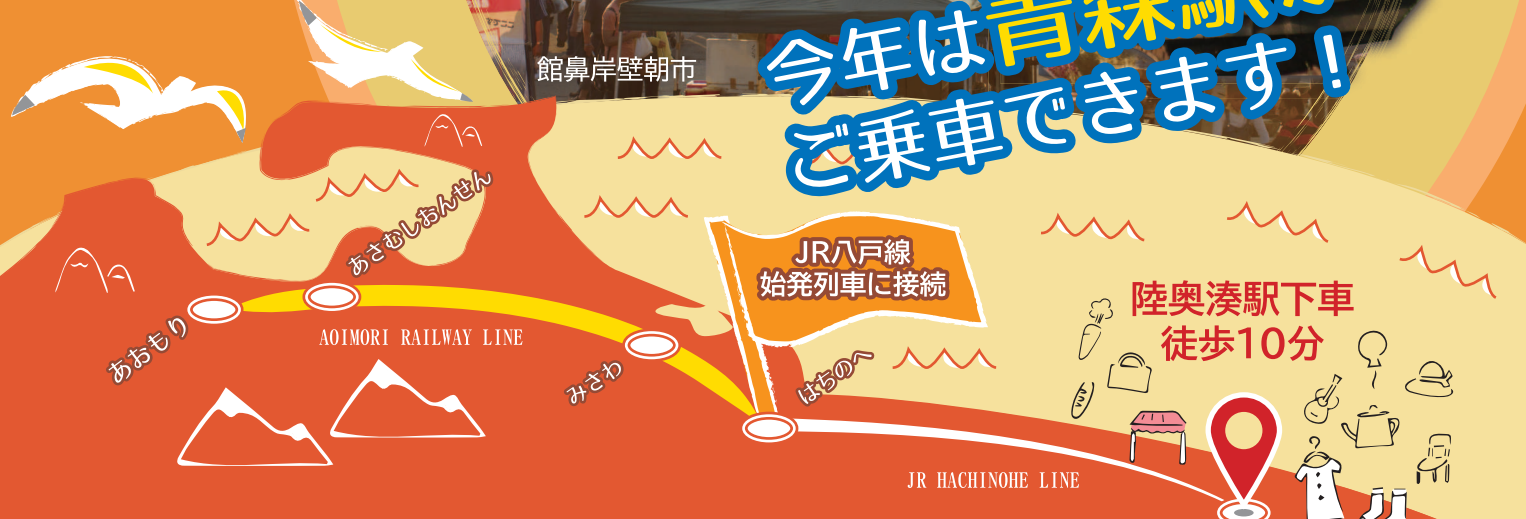 館鼻岸壁朝市
今年は青森駅か
ご乗車できます！
あさむしおんせん
JR八戸線
始発列車に接続
陸奥湊駅下車
徒歩10分
あおもり
AOIMORI RAILWAY LINE
みさわ
はちのへ
JR HACHINOHE LINE